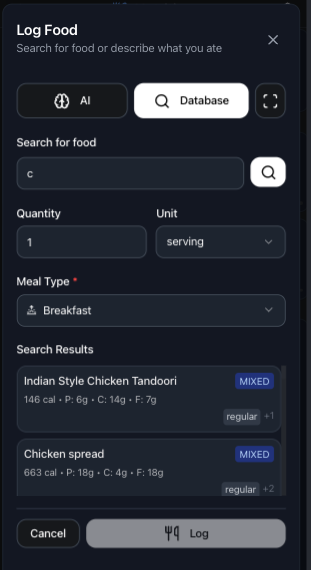 Log Food
Search for food or describe what you ate
AI
Database
Search for food
c
Quantity
Unit
1
serving
Meal Type *
Breakfast
Search Results
Indian Style Chicken Tandoori
MIXED
146 cal • P: 6g • C: 14g • F: 7g
regular +1
Chicken spread
MIXED
663 cal • P: 18g • C: 4g • F: 18g
regular +2
Cancel
Log